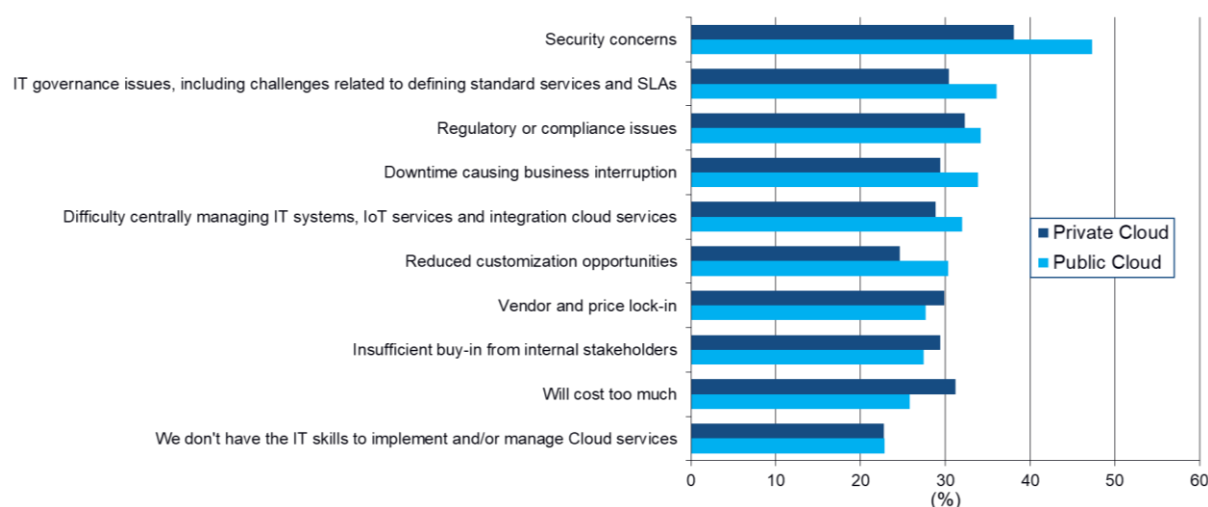 Security concerns
IT governance issues, including challenges related to defining standard services and SLAs
Regulatory or compliance issues
Downtime causing business interruption
Difficulty centrally managing IT systems, IoT services and integration cloud services
Reduced customization opportunities
Vendor and price lock-in
Insufficient buy-in from internal stakeholders
Will cost too much
We don't have the IT skills to implement and/or manage Cloud services
Private Cloud
Public Cloud
0 10 20 30 40 50 60
(%)